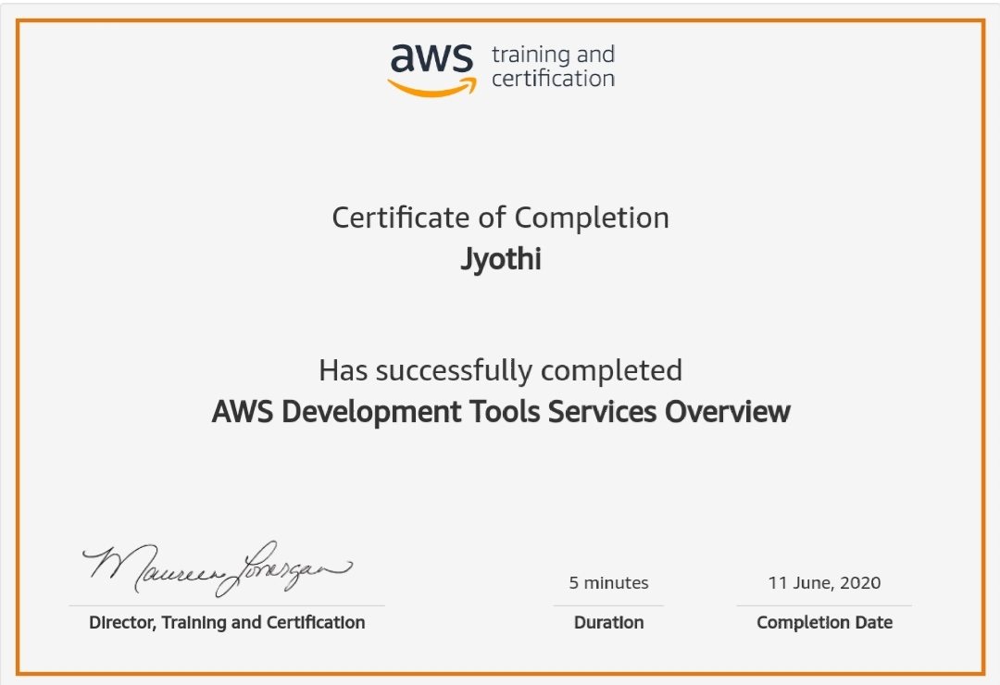 aws training and
certification
Certificate of Completion
Jyothi
Has successfully completed
AWS Development Tools Services Overview
Maureen Lonergan
5 minutes
11 June, 2020
Director, Training and Certification
Duration
Completion Date